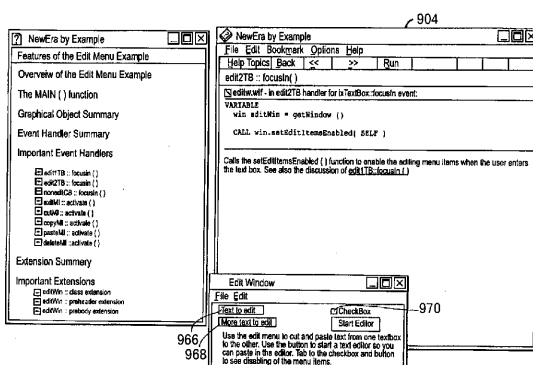 904
NewEra by Example
Features of the Edit Menu Example
Overveiw of the Edit Menu Example
The MAIN ( ) function
Graphical Object Summary
Event Handler Summary
Important Event Handlers
edit1TB :: focusin ( )
edit2TB :: focusin ( )
noneditCB :: focusin ( )
exitMI :: activate ( )
cutMI :: activate ( )
copyMI :: activate ( )
pasteMI :: activate ( )
deleteMI :: activate ( )
Extension Summary
Important Extensions
editWin :: class extension
editWin :: preheader extension
editWin :: prebody extension
NewEra by Example
File Edit Bookmark Options Help
Help Topics Back << >> Run
edit2TB :: focusIn( )
editw.wif - in edit2TB handler for ixTextBox::focusIn event:
VARIABLE
win editWin = getWindow ()
CALL win.setEditItemsEnabled( SELF )
Calls the setEditItemsEnabled ( ) function to enable the editing menu items when the user enters
the text box. See also the discussion of edit1TB::focusIn ( )
Edit Window
File Edit
970
Text to edit CheckBox
966
More text to edit Start Editor
968
Use the edit menu to cut and paste text from one textbox
to the other. Use the button to start a text editor so you
can paste in the editor. Tab to the checkbox and button
to see disabling of the menu items.